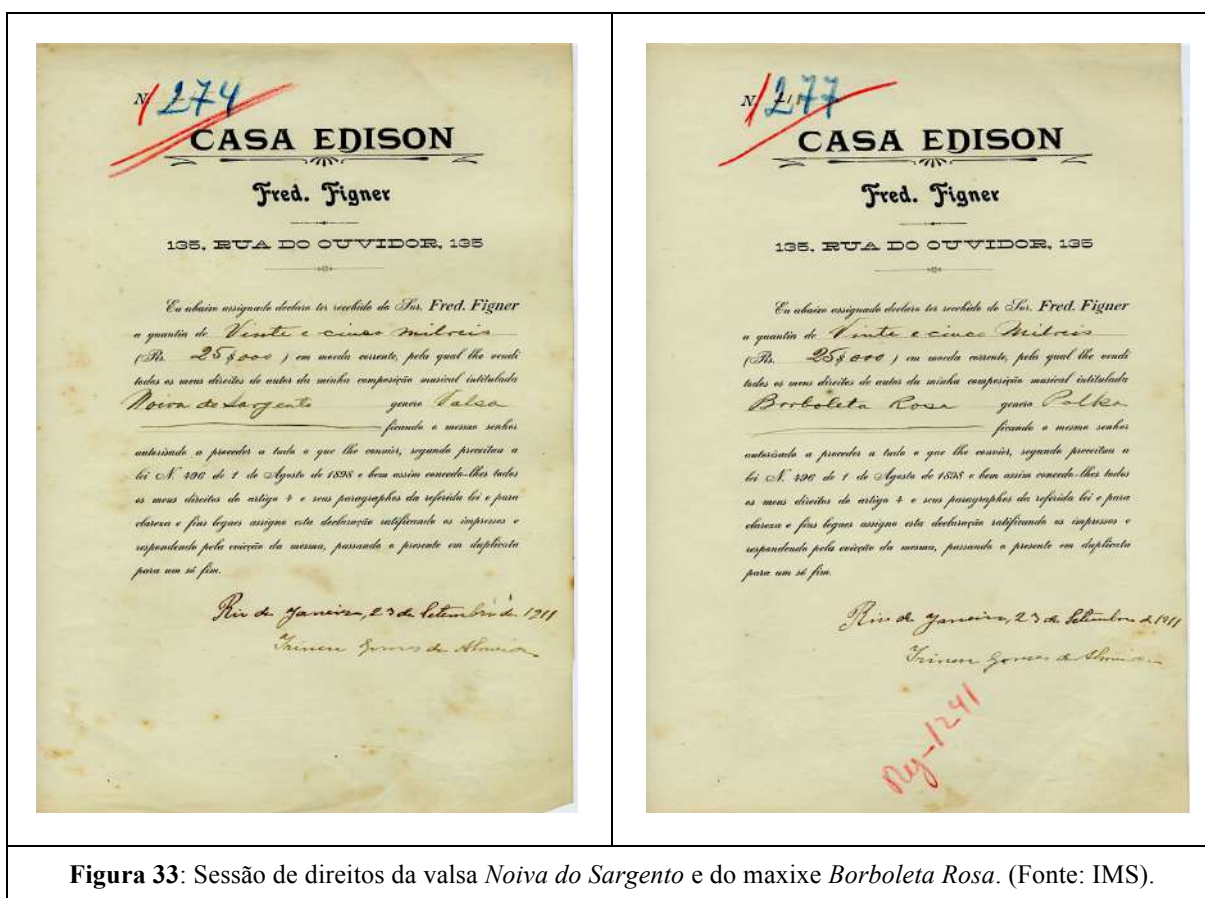 N. 274
CASA EDISON
Fred. Figner
135, RUA DO OUVIDOR, 135
Eu abaixo assignado declaro ter recebido do Snr. Fred. Figner
a quantia de Vinte e cinco milreis
(Rs. 25$000) em moeda corrente, pela qual lhe vendi
todos os meus direitos de autor da minha composição musical intitulada
Noiva do Sargento genero Valsa
ficando o mesmo senhor
autorisado a proceder a tudo o que lhe convier, segundo preceitua a
lei N. 496 de 1 de Agosto de 1898 e bem assim concedo-lhes todos
os meus direitos do artigo 4 e seus paragraphos da referida lei e para
clareza e fins legaes assigno esta declaração ratificando os impressos e
respondendo pela evicção da mesma, passando o presente em duplicata
para um só fim.
Rio de Janeiro, 23 de Setembro de 1911
Irineu Gomes de Almeida
N. 277
CASA EDISON
Fred. Figner
135, RUA DO OUVIDOR, 135
Eu abaixo assignado declaro ter recebido do Snr. Fred. Figner
a quantia de Vinte e cinco Milreis
(Rs. 25$000) em moeda corrente, pela qual lhe vendi
todos os meus direitos de autor da minha composição musical intitulada
Borboleta Rosa genero Polka
ficando o mesmo senhor
autorisado a proceder a tudo o que lhe convier, segundo preceitua a
lei N. 496 de 1 de Agosto de 1898 e bem assim concedo-lhes todos
os meus direitos do artigo 4 e seus paragraphos da referida lei e para
clareza e fins legaes assigno esta declaração ratificando os impressos e
respondendo pela evicção da mesma, passando o presente em duplicata
para um só fim.
Rio de Janeiro, 23 de Setembro de 1911
Irineu Gomes de Almeida
Reg-1241
Figura 33: Sessão de direitos da valsa Noiva do Sargento e do maxixe Borboleta Rosa. (Fonte: IMS).